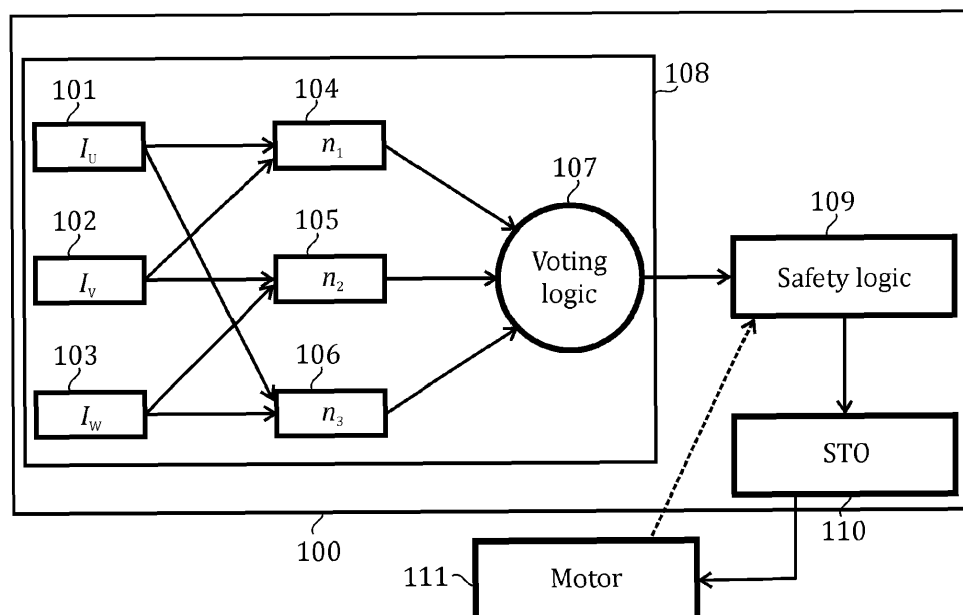 101
104
108
I_U
n_1
107
102
105
109
I_V
n_2
Voting
logic
Safety logic
103
106
I_W
n_3
STO
100
110
111
Motor